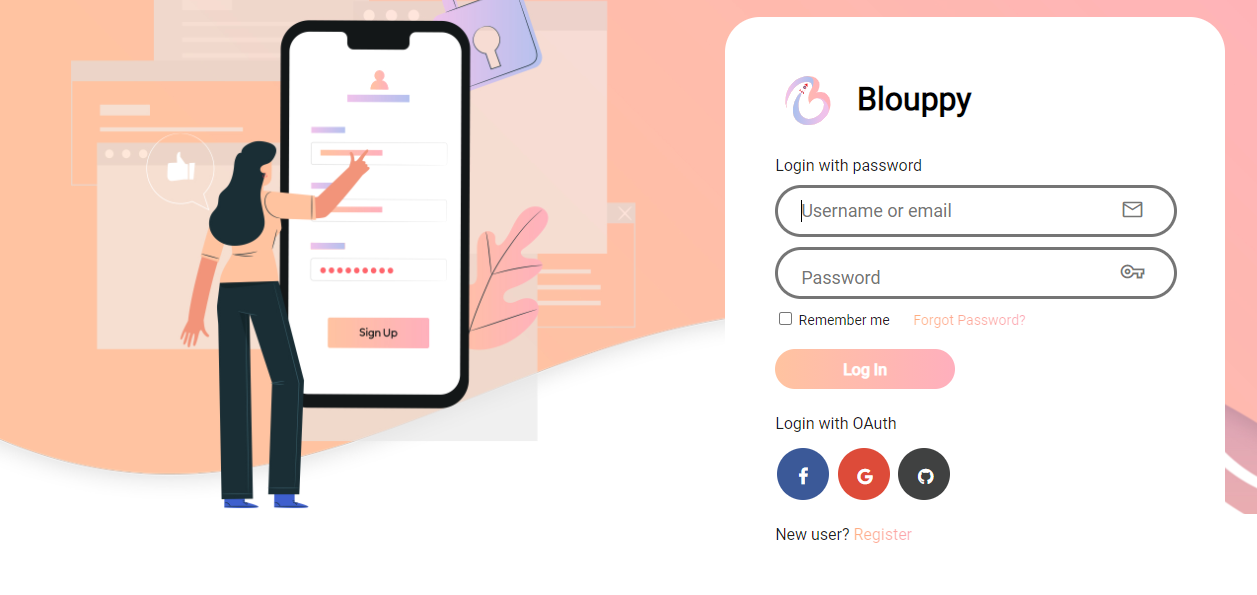 Sign Up
Blouppy
Login with password
Username or email
Password
Remember me Forgot Password?
Log In
Login with OAuth
New user? Register